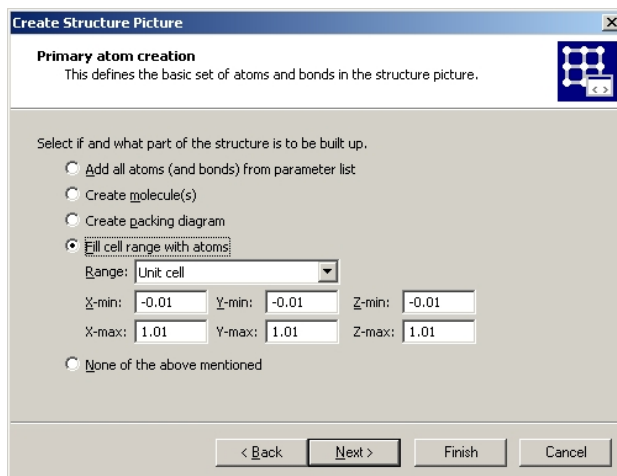 Create Structure Picture
Primary atom creation
This defines the basic set of atoms and bonds in the structure picture.
Select if and what part of the structure is to be built up.
Add all atoms (and bonds) from parameter list
Create molecule(s)
Create packing diagram
Fill cell range with atoms
Range: Unit cell
X-min: -0.01 Y-min: -0.01 Z-min: -0.01
X-max: 1.01 Y-max: 1.01 Z-max: 1.01
None of the above mentioned
< Back Next > Finish Cancel